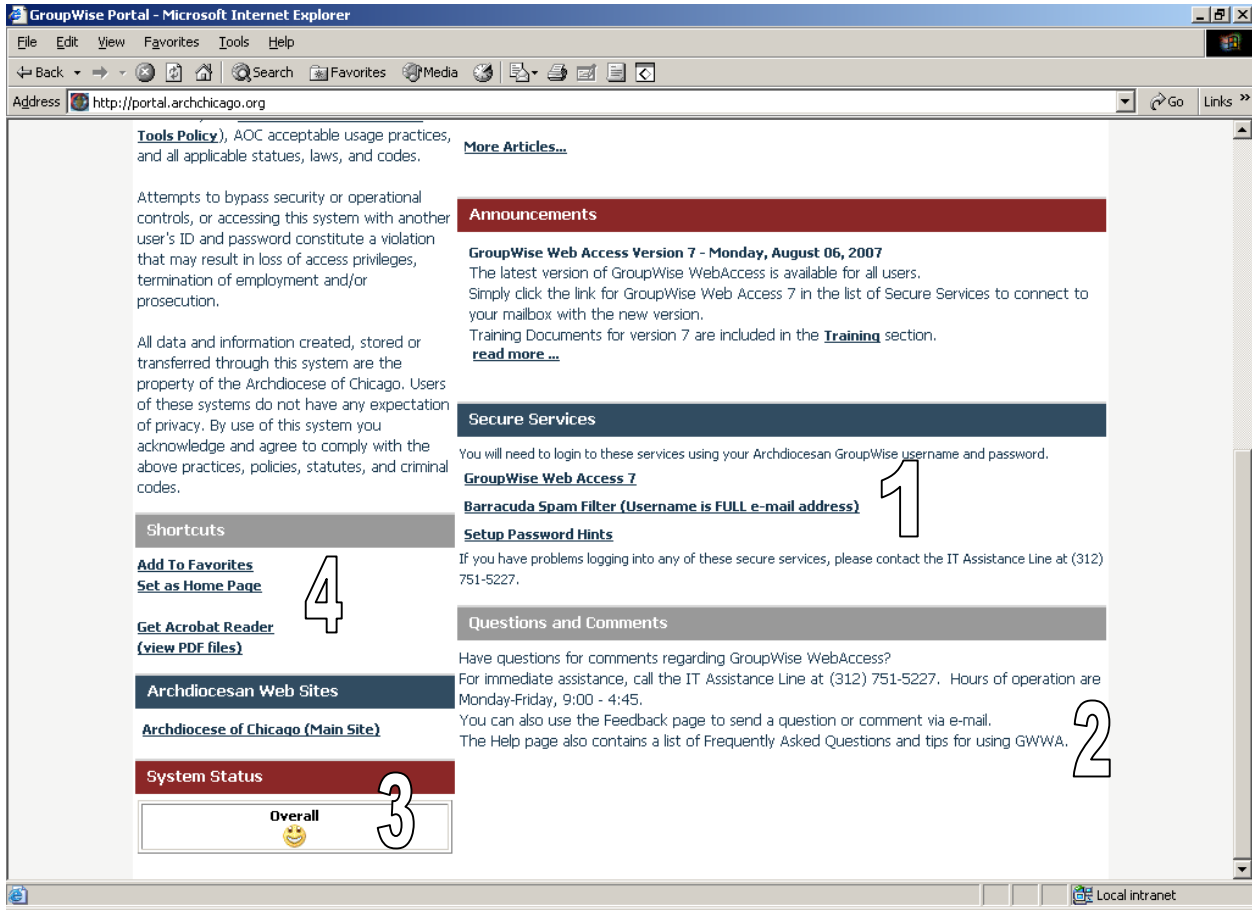 GroupWise Portal - Microsoft Internet Explorer
File Edit View Favorites Tools Help
Back Search Favorites Media
Address http://portal.archchicago.org Go Links »
Tools Policy), AOC acceptable usage practices,
and all applicable statues, laws, and codes.
Attempts to bypass security or operational
controls, or accessing this system with another
user's ID and password constitute a violation
that may result in loss of access privileges,
termination of employment and/or
prosecution.
All data and information created, stored or
transferred through this system are the
property of the Archdiocese of Chicago. Users
of these systems do not have any expectation
of privacy. By use of this system you
acknowledge and agree to comply with the
above practices, policies, statutes, and criminal
codes.
Shortcuts
Add To Favorites
Set as Home Page
4
Get Acrobat Reader
(view PDF files)
Archdiocesan Web Sites
Archdiocese of Chicago (Main Site)
System Status
3
Overall
More Articles...
Announcements
GroupWise Web Access Version 7 - Monday, August 06, 2007
The latest version of GroupWise WebAccess is available for all users.
Simply click the link for GroupWise Web Access 7 in the list of Secure Services to connect to
your mailbox with the new version.
Training Documents for version 7 are included in the Training section.
read more ...
Secure Services
You will need to login to these services using your Archdiocesan GroupWise username and password.
GroupWise Web Access 7
1
Barracuda Spam Filter (Username is FULL e-mail address)
Setup Password Hints
If you have problems logging into any of these secure services, please contact the IT Assistance Line at (312)
751-5227.
Questions and Comments
Have questions for comments regarding GroupWise WebAccess?
For immediate assistance, call the IT Assistance Line at (312) 751-5227. Hours of operation are
Monday-Friday, 9:00 - 4:45.
You can also use the Feedback page to send a question or comment via e-mail.
The Help page also contains a list of Frequently Asked Questions and tips for using GWWA.
2
Local intranet